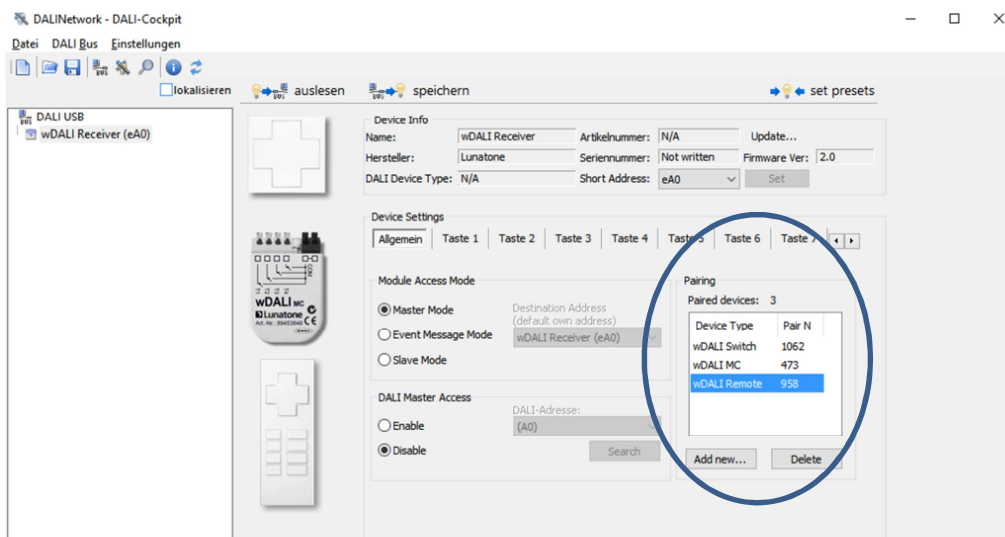 DALINetwork - DALI-Cockpit
Datei DALI Bus Einstellungen
lokalisieren auslesen speichern set presets
DALI USB
wDALI Receiver (eA0)
Device Info
Name: wDALI Receiver Artikelnummer: N/A Update...
Hersteller: Lunatone Seriennummer: Not written Firmware Ver: 2.0
DALI Device Type: N/A Short Address: eA0 Set
Device Settings
Allgemein Taste 1 Taste 2 Taste 3 Taste 4 Taste 5 Taste 6 Taste 7
Module Access Mode
Master Mode
Event Message Mode
Slave Mode
Destination Address
(default own address)
wDALI Receiver (eA0)
DALI Master Access
Enable
Disable
DALI-Adresse:
(A0)
Search
Pairing
Paired devices: 3
Device Type Pair N
wDALI Switch 1062
wDALI MC 473
wDALI Remote 958
Add new... Delete
wDALI MC
Lunatone